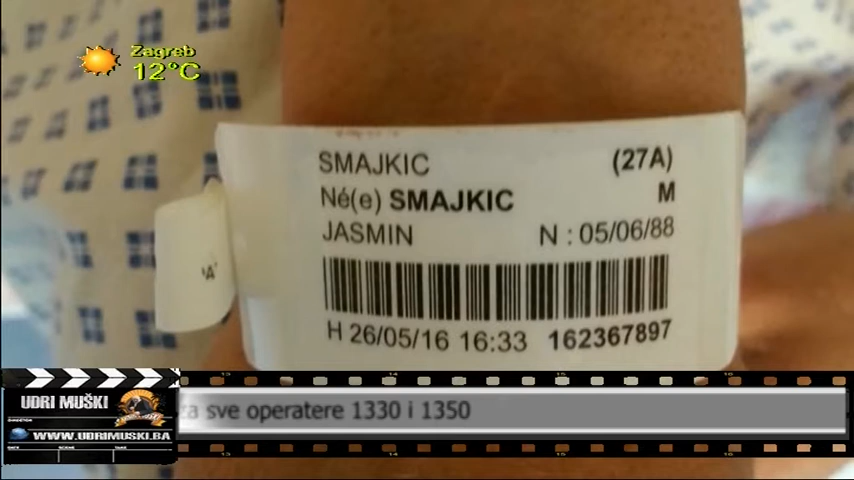 Zagreb
12°C
SMAJKIC (27A)
Né(e) SMAJKIC M
JASMIN N : 05/06/88
H 26/05/16 16:33 162367897
UDRI MUŠKI
WWW.UDRIMUSKI.BA
za sve operatere 1330 i 1350